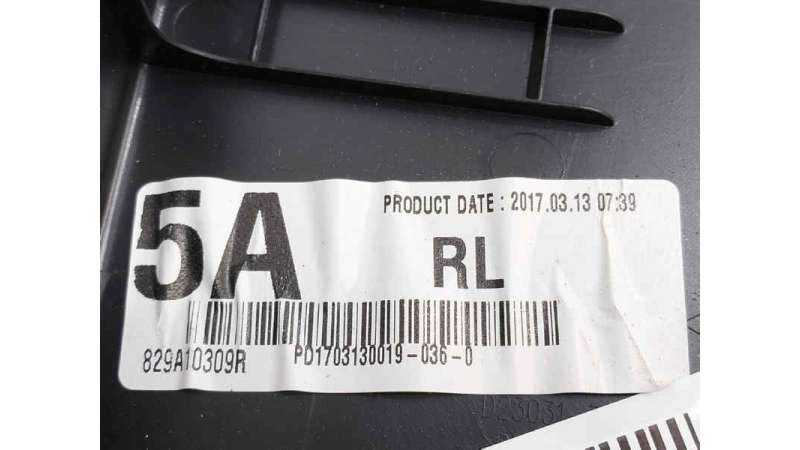 5A
PRODUCT DATE : 2017.03.13 07:39
RL
829A10309R
PD1703130019-036-0